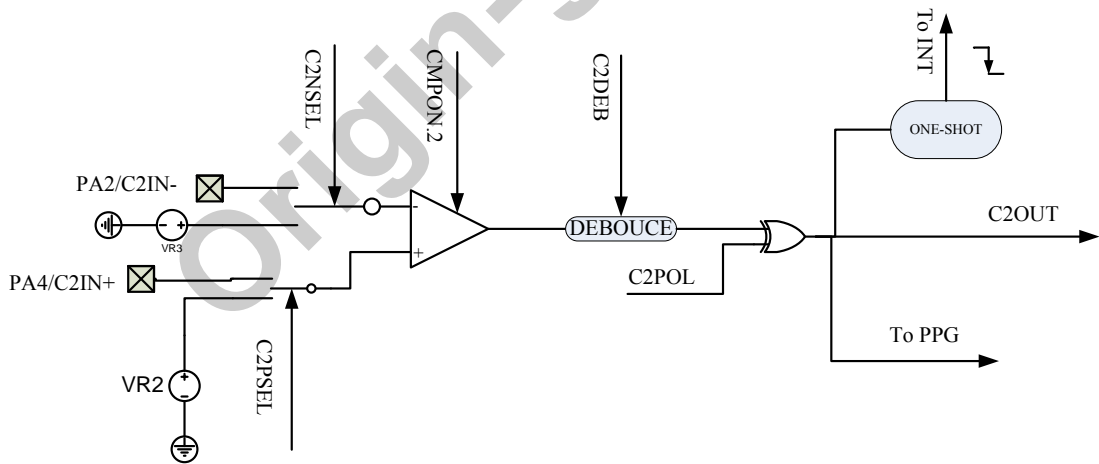 To INT
ONE-SHOT
C2NSEL
CMPON.2
C2DEB
PA2/C2IN-
VR3
- +
-
+
DEBOUCE
C2OUT
PA4/C2IN+
C2POL
To PPG
C2PSEL
VR2
+
-
Origin-